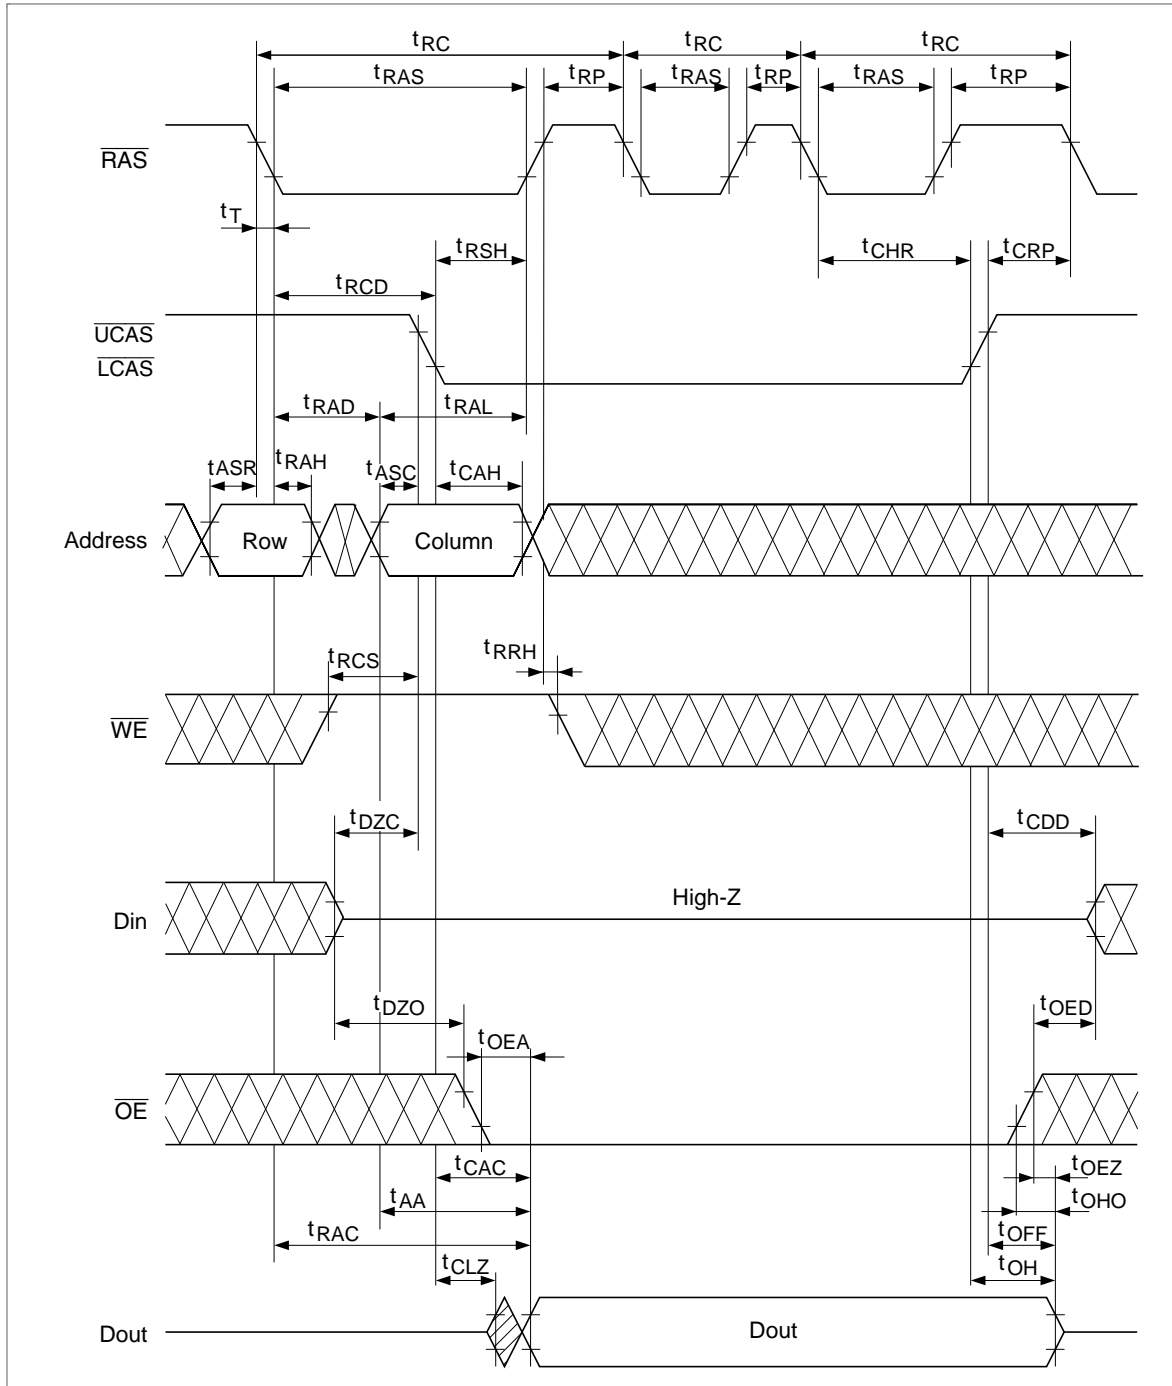 tRC tRC tRC
tRAS tRP tRAS tRP tRAS tRP
RAS
tT
tRSH tCHR tCRP
tRCD
UCAS
LCAS
tRAD tRAL
tASR tRAH tASC tCAH
Address Row Column
tRCS tRRH
WE
tDZC tCDD
High-Z
Din
tDZO tOED
tOEA
OE
tCAC tOEZ
tAA tOHO
tRAC tOFF
tCLZ tOH
Dout Dout